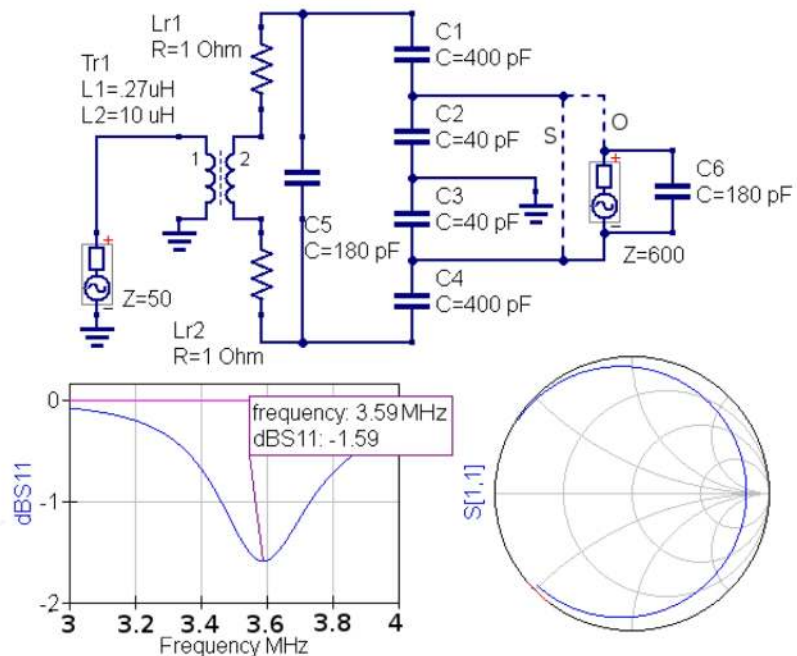 Lr1
R=1 Ohm
Tr1
L1=.27uH
L2=10 uH
1
2
Z=50
Lr2
R=1 Ohm
C5
C=180 pF
C1
C=400 pF
C2
C=40 pF
C3
C=40 pF
C4
C=400 pF
S
O
+
−
Z=600
C6
C=180 pF
+
−
0
-1
-2
dBS11
frequency: 3.59MHz
dBS11: -1.59
3
3.2
3.4
3.6
3.8
4
Frequency MHz
S[1,1]